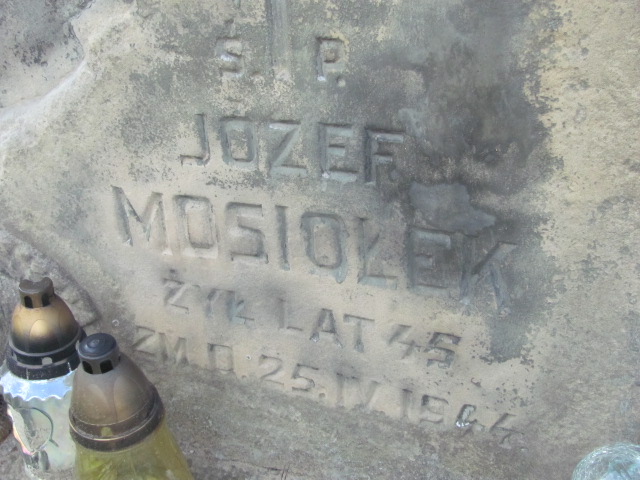 Ś. P.
JÓZEF
MOSIOŁEK
ŻYŁ LAT 45
ZM. D. 25.IV.1944